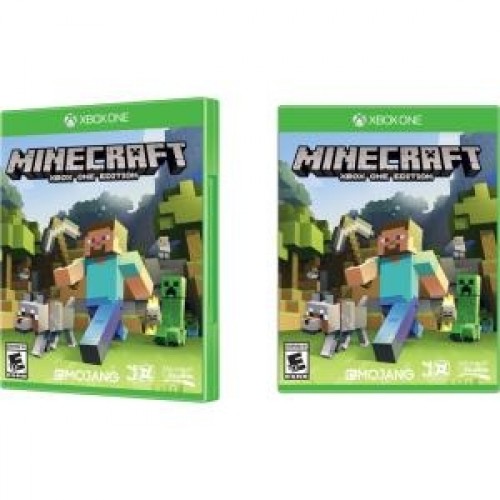 XBOX ONE
MINECRAFT
XBOX ONE EDITION
E
MOJANG
XBOX ONE
MINECRAFT
XBOX ONE EDITION
E
MOJANG